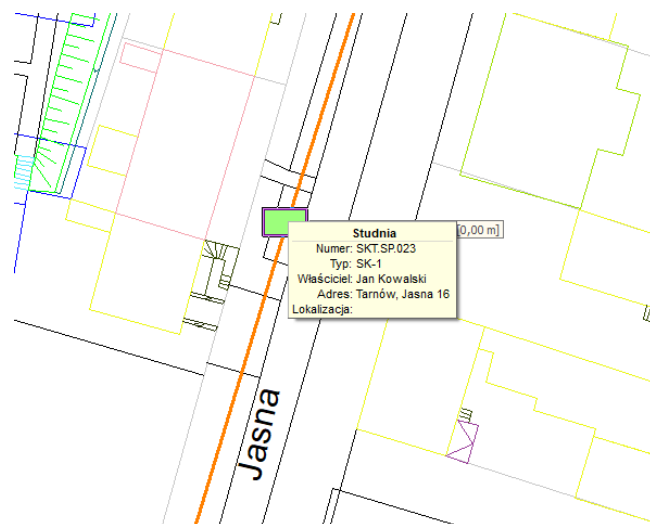 Studnia
Numer: SKT.SP.023
Typ: SK-1
Właściciel: Jan Kowalski
Adres: Tarnów, Jasna 16
Lokalizacja:
0,00 m]
Jasna